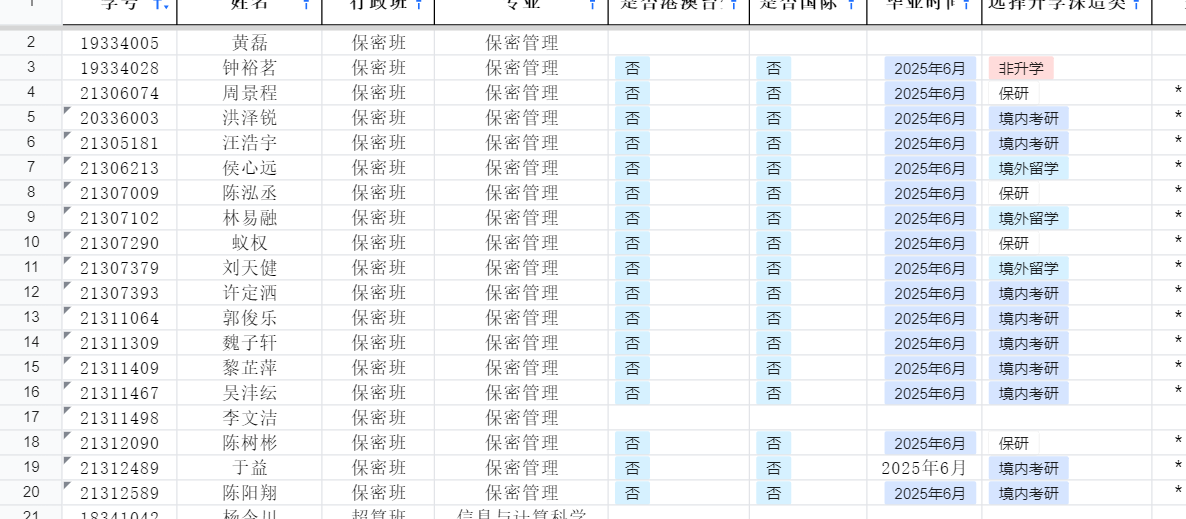 1 学号 姓名 行政班 专业 是否港澳台 是否国际 毕业时间 选择升学深造类
2 19334005 黄磊 保密班 保密管理
3 19334028 钟裕茗 保密班 保密管理 否 否 2025年6月 非升学
4 21306074 周景程 保密班 保密管理 否 否 2025年6月 保研 *
5 20336003 洪泽锐 保密班 保密管理 否 否 2025年6月 境内考研 *
6 21305181 汪浩宇 保密班 保密管理 否 否 2025年6月 境内考研 *
7 21306213 侯心远 保密班 保密管理 否 否 2025年6月 境外留学 *
8 21307009 陈泓丞 保密班 保密管理 否 否 2025年6月 保研 *
9 21307102 林易融 保密班 保密管理 否 否 2025年6月 境外留学 *
10 21307290 蚁权 保密班 保密管理 否 否 2025年6月 保研 *
11 21307379 刘天健 保密班 保密管理 否 否 2025年6月 境外留学 *
12 21307393 许定洒 保密班 保密管理 否 否 2025年6月 境内考研 *
13 21311064 郭俊乐 保密班 保密管理 否 否 2025年6月 境内考研 *
14 21311309 魏子轩 保密班 保密管理 否 否 2025年6月 境内考研 *
15 21311409 黎芷萍 保密班 保密管理 否 否 2025年6月 境内考研 *
16 21311467 吴沣纭 保密班 保密管理 否 否 2025年6月 境内考研 *
17 21311498 李文洁 保密班 保密管理
18 21312090 陈树彬 保密班 保密管理 否 否 2025年6月 保研 *
19 21312489 于益 保密班 保密管理 否 否 2025年6月 境内考研 *
20 21312589 陈阳翔 保密班 保密管理 否 否 2025年6月 境内考研 *
21 18341042 超算班 信息与计算科学